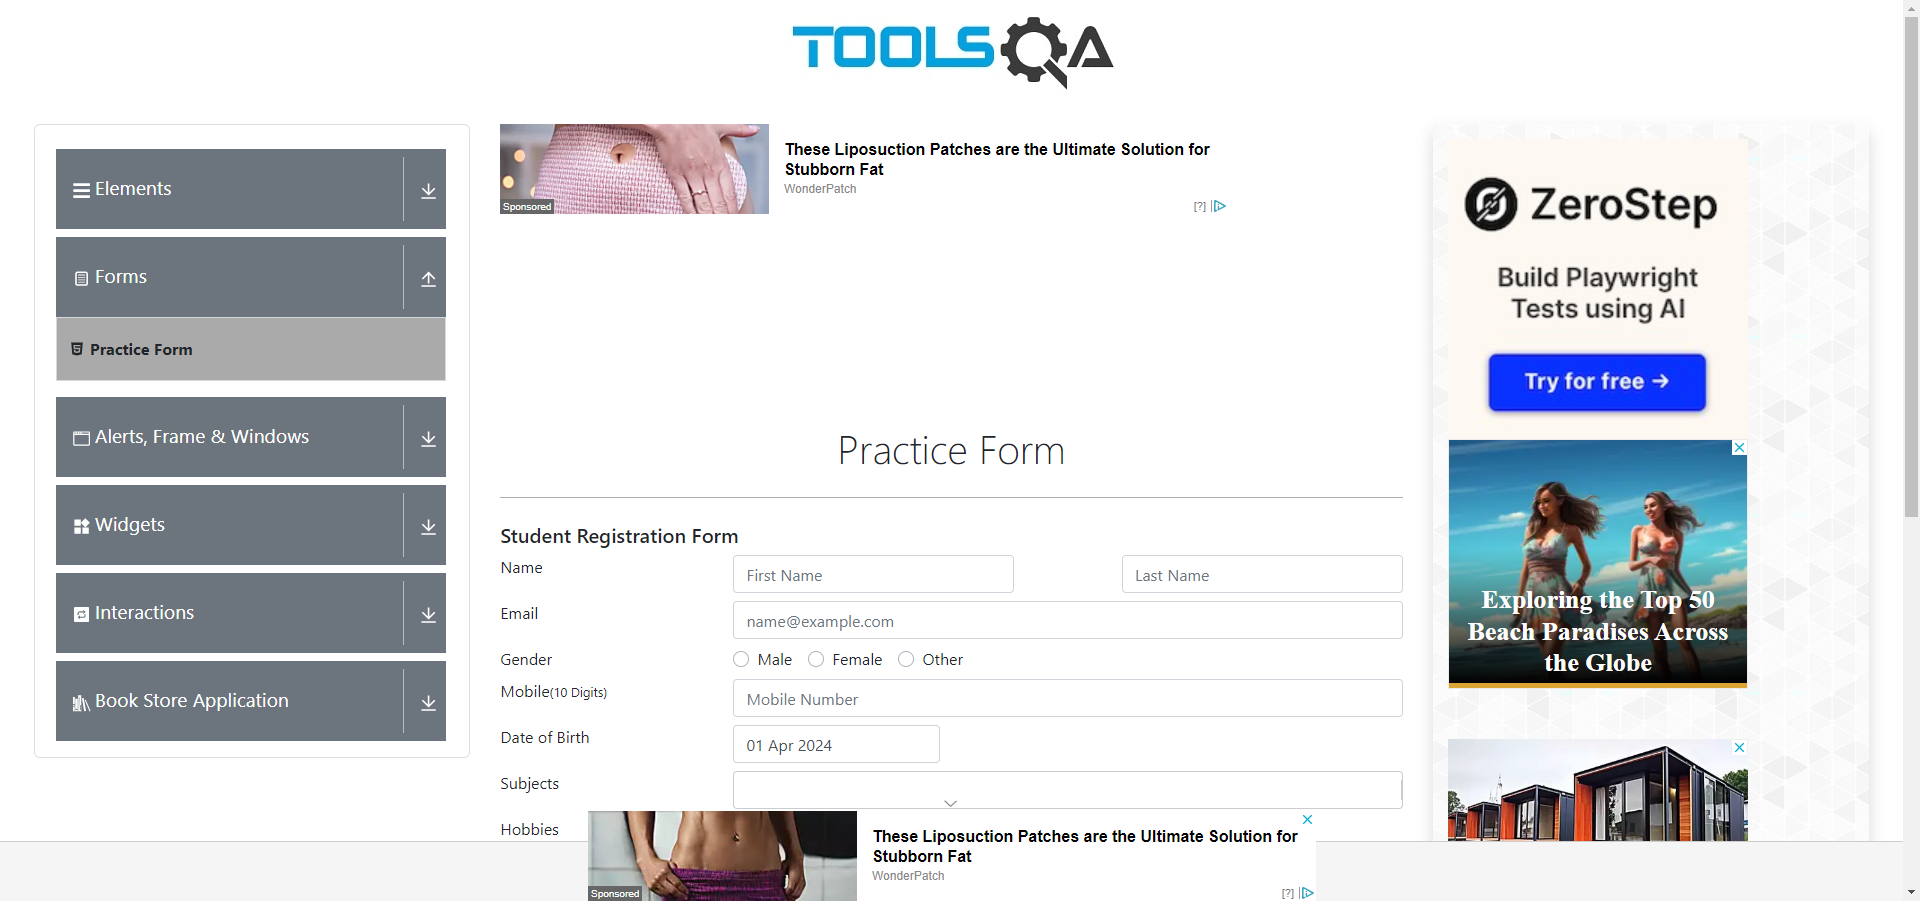 TOOLSQA
Elements
Forms
Practice Form
Alerts, Frame & Windows
Widgets
Interactions
Book Store Application
Sponsored
These Liposuction Patches are the Ultimate Solution for
Stubborn Fat
WonderPatch
[?]
Practice Form
Student Registration Form
Name
First Name
Last Name
Email
name@example.com
Gender
Male
Female
Other
Mobile(10 Digits)
Mobile Number
Date of Birth
01 Apr 2024
Subjects
Hobbies
ZeroStep
Build Playwright
Tests using AI
Try for free →
Exploring the Top 50
Beach Paradises Across
the Globe
Sponsored
These Liposuction Patches are the Ultimate Solution for
Stubborn Fat
WonderPatch
[?]